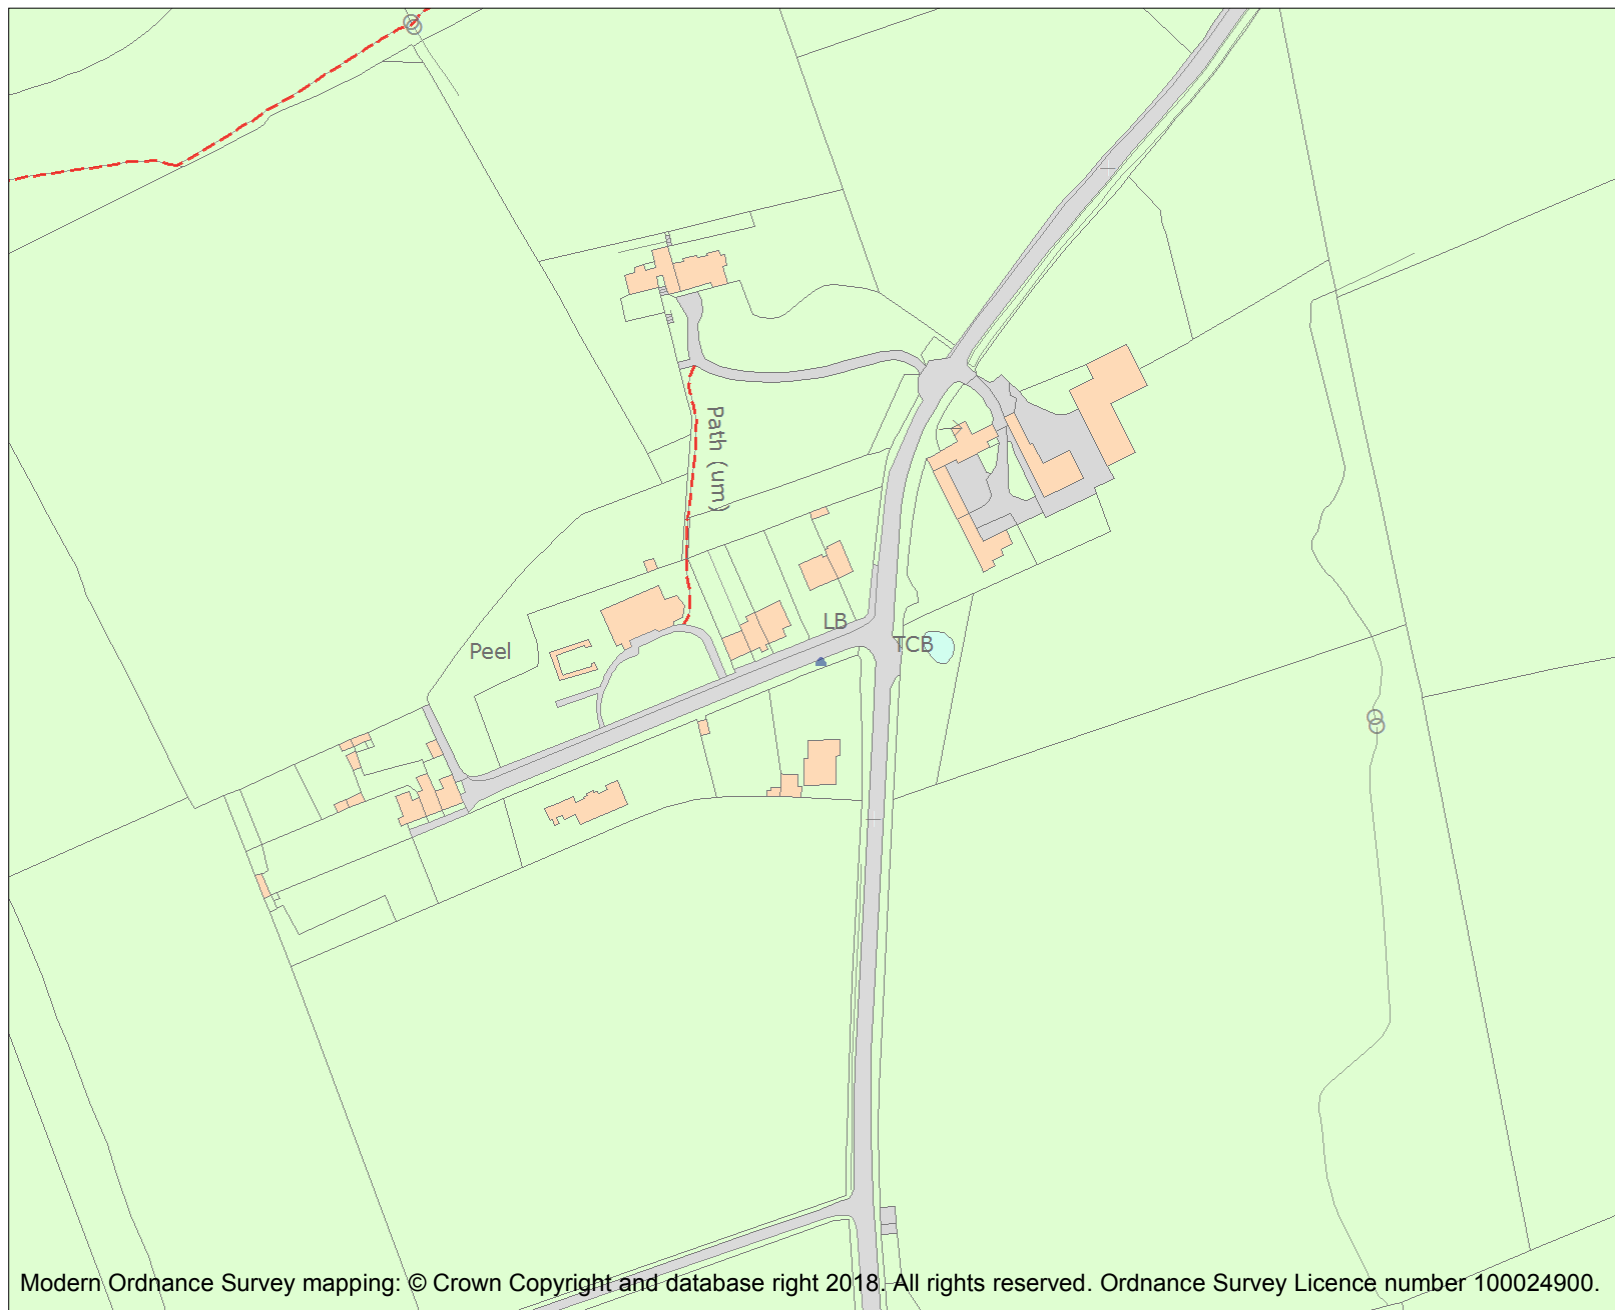 Path (um)
LB
TCB
Peel
Modern Ordnance Survey mapping: © Crown Copyright and database right 2018. All rights reserved. Ordnance Survey Licence number 100024900.